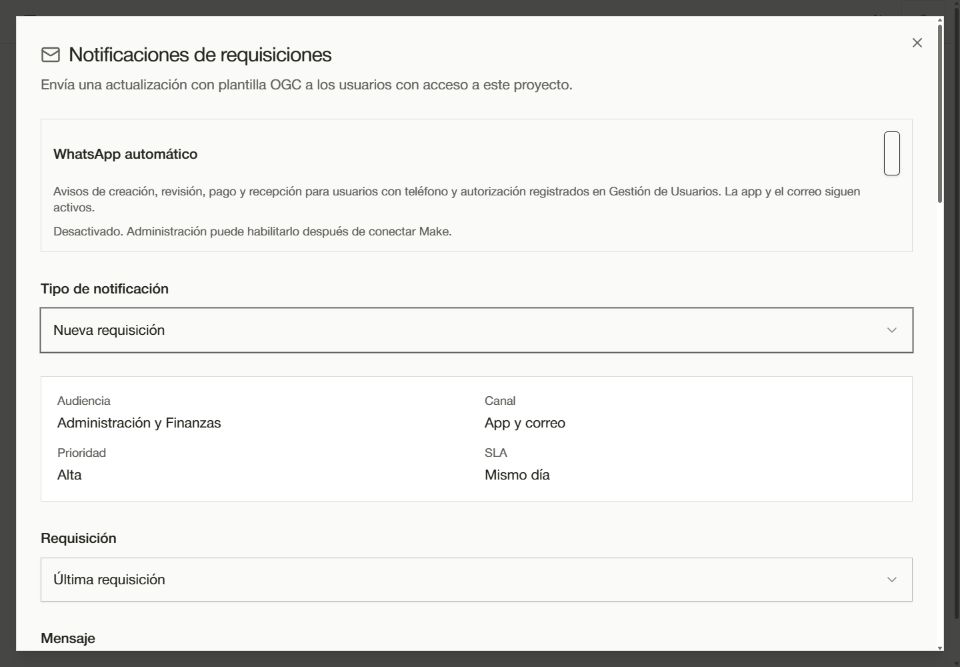 Notificaciones de requisiciones
Envía una actualización con plantilla OGC a los usuarios con acceso a este proyecto.
WhatsApp automático
Avisos de creación, revisión, pago y recepción para usuarios con teléfono y autorización registrados en Gestión de Usuarios. La app y el correo siguen
activos.
Desactivado. Administración puede habilitarlo después de conectar Make.
Tipo de notificación
Nueva requisición
Audiencia
Administración y Finanzas
Canal
App y correo
Prioridad
Alta
SLA
Mismo día
Requisición
Última requisición
Mensaje